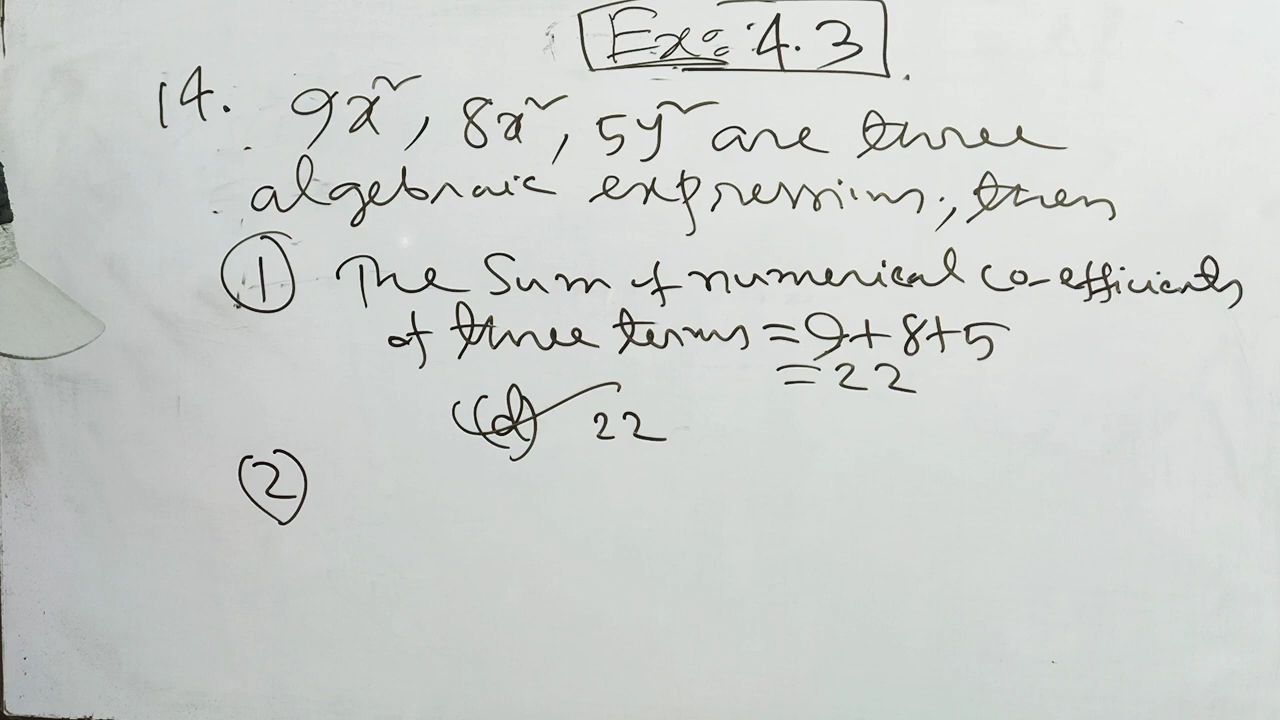 Ex: 4.3
14. 9x², 8x², 5y² are three
algebraic expressions, then
① The Sum of numerical co-efficients
of three terms = 9+8+5
= 22
(d) 22
②